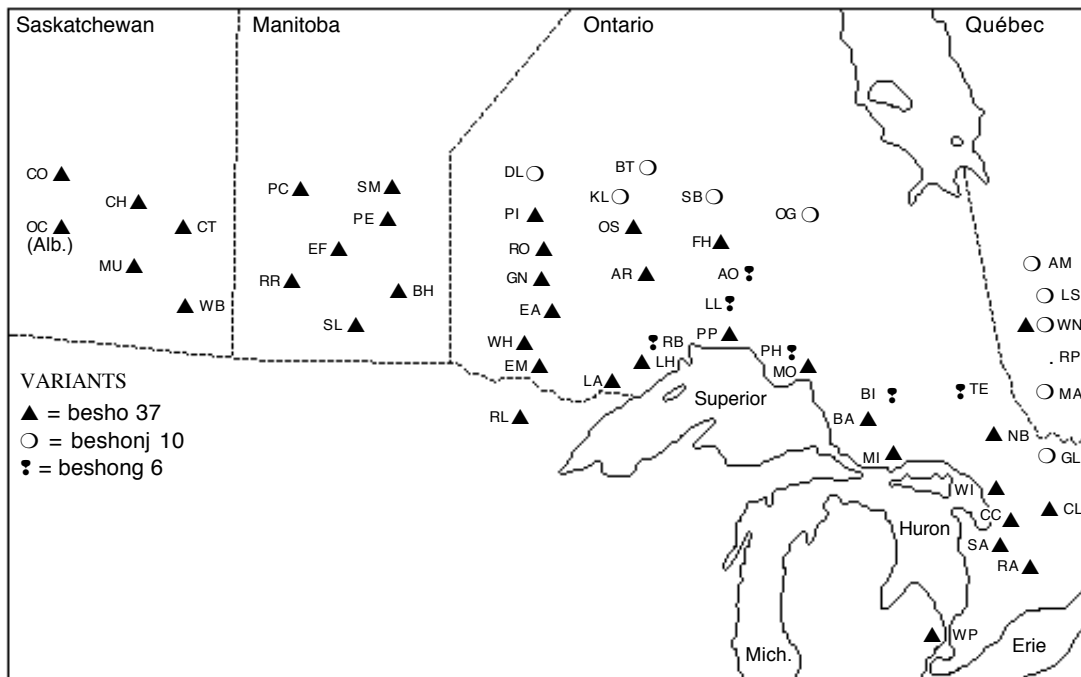 Saskatchewan Manitoba Ontario Québec
CO
CH
OC
(Alb.)
CT
MU
WB
PC
SM
PE
EF
RR
BH
SL
DL
BT
KL
SB
OG
PI
OS
RO
FH
GN
AR
AO
EA
LL
WH
RB
PP
PH
EM
LH
MO
LA
RL
AM
LS
WN
RP
MA
BI
TE
BA
NB
MI
GL
WI
CC
CL
SA
RA
WP
Superior
Huron
Mich.
Erie
VARIANTS
▲ = besho 37
❍ = beshonj 10
❢ = beshong 6